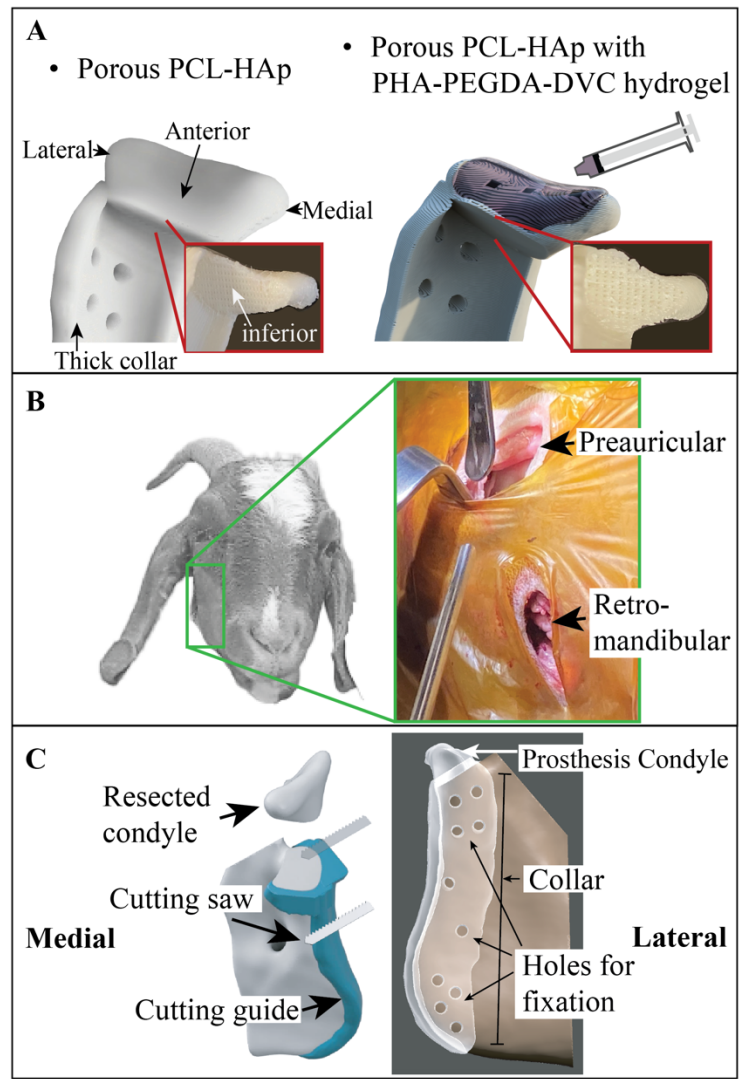 A
• Porous PCL-HAp
• Porous PCL-HAp with
PHA-PEGDA-DVC hydrogel
Anterior
Lateral
Medial
inferior
Thick collar
B
Preauricular
Retro-
mandibular
C
Prosthesis Condyle
Resected
condyle
Cutting saw
Collar
Medial
Lateral
Holes for
fixation
Cutting guide